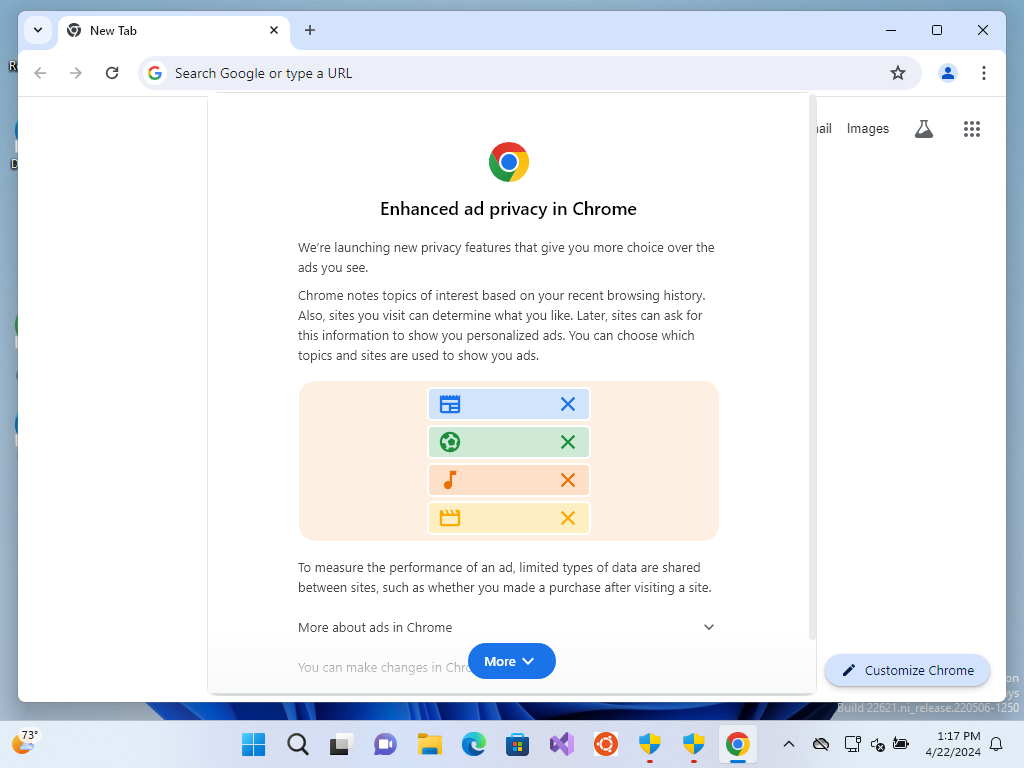 New Tab
Search Google or type a URL
Images
Enhanced ad privacy in Chrome
We're launching new privacy features that give you more choice over the
ads you see.
Chrome notes topics of interest based on your recent browsing history.
Also, sites you visit can determine what you like. Later, sites can ask for
this information to show you personalized ads. You can choose which
topics and sites are used to show you ads.
To measure the performance of an ad, limited types of data are shared
between sites, such as whether you made a purchase after visiting a site.
More about ads in Chrome
You can make changes in
More
Customize Chrome
Build 22621.ni_release.220506-1250
73°
1:17 PM
4/22/2024